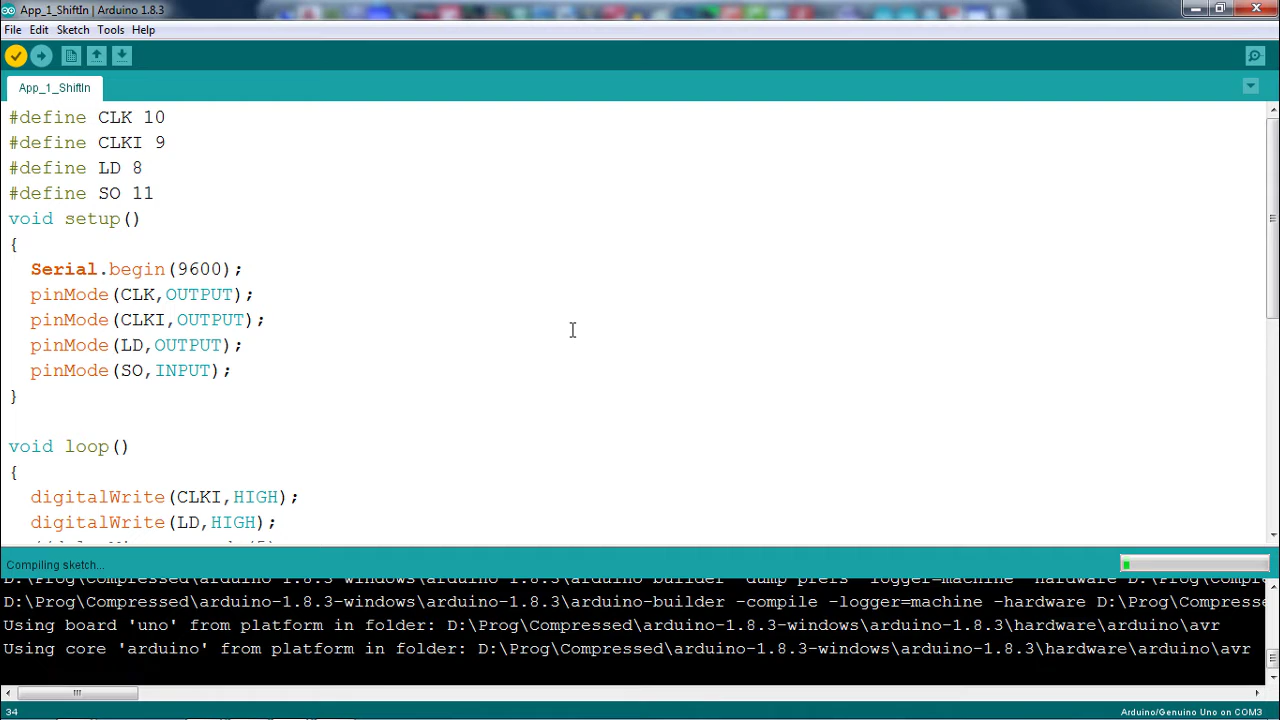 App_1_ShiftIn | Arduino 1.8.3
File Edit Sketch Tools Help
App_1_ShiftIn
#define CLK 10
#define CLKI 9
#define LD 8
#define SO 11
void setup()
{
  Serial.begin(9600);
  pinMode(CLK,OUTPUT);
  pinMode(CLKI,OUTPUT);
  pinMode(LD,OUTPUT);
  pinMode(SO,INPUT);
}
void loop()
{
  digitalWrite(CLKI,HIGH);
  digitalWrite(LD,HIGH);
Compiling sketch...
D:\Prog\Compressed\arduino-1.8.3-windows\arduino-1.8.3\arduino-builder -dump-prefs -logger=machine -hardware D:\Prog\Compre
D:\Prog\Compressed\arduino-1.8.3-windows\arduino-1.8.3\arduino-builder -compile -logger=machine -hardware D:\Prog\Compresse
Using board 'uno' from platform in folder: D:\Prog\Compressed\arduino-1.8.3-windows\arduino-1.8.3\hardware\arduino\avr
Using core 'arduino' from platform in folder: D:\Prog\Compressed\arduino-1.8.3-windows\arduino-1.8.3\hardware\arduino\avr
34
Arduino/Genuino Uno on COM3